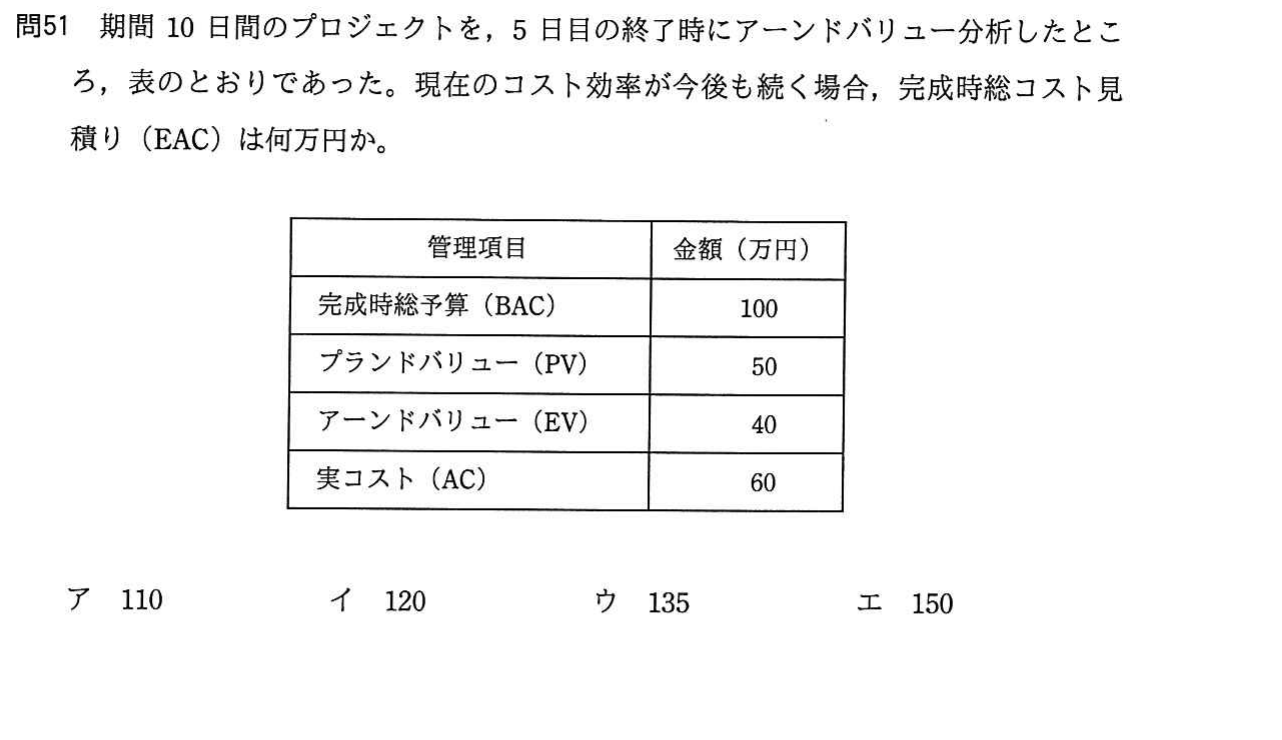 問51 期間 10 日間のプロジェクトを，5 日目の終了時にアーンドバリュー分析したとこ
ろ，表のとおりであった。現在のコスト効率が今後も続く場合，完成時総コスト見
積り（EAC）は何万円か。
管理項目 金額（万円）
完成時総予算（BAC） 100
プランドバリュー（PV） 50
アーンドバリュー（EV） 40
実コスト（AC） 60
ア 110 イ 120 ウ 135 エ 150